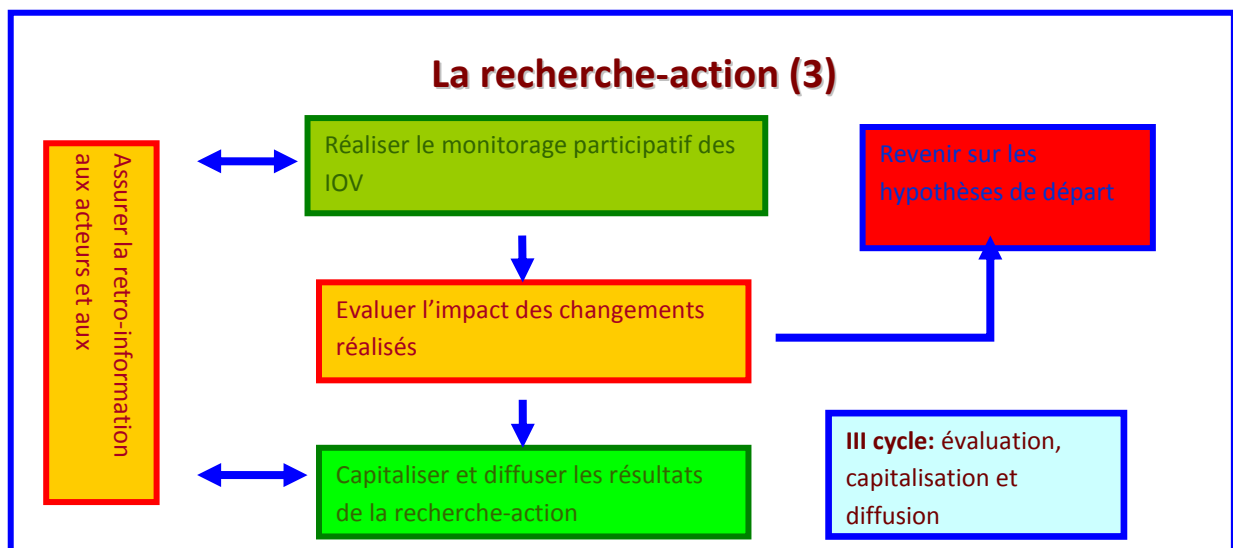 La recherche-action (3)
Assurer la retro-information
aux acteurs et aux
Réaliser le monitorage participatif des
IOV
Revenir sur les
hypothèses de départ
Evaluer l’impact des changements
réalisés
Capitaliser et diffuser les résultats
de la recherche-action
III cycle: évaluation,
capitalisation et
diffusion